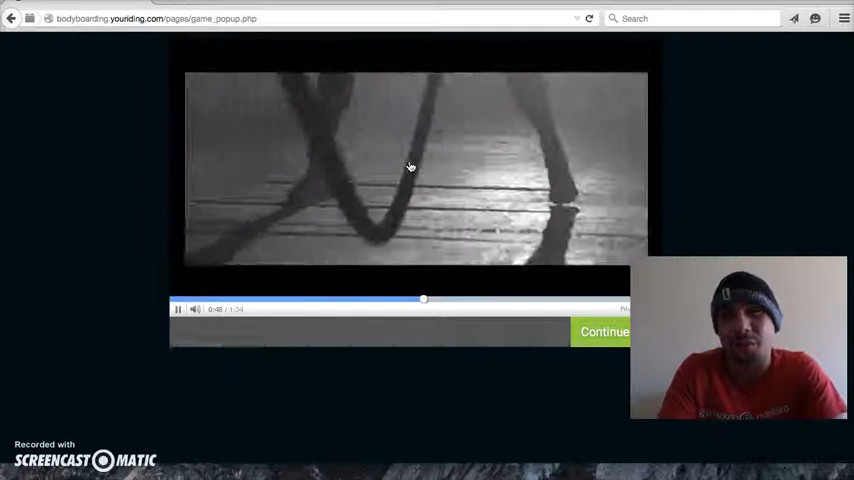 bodyboarding.youriding.com/pages/game_popup.php
Search
0:48 / 1:34
Continue
Recorded with
SCREENCAST MATIC